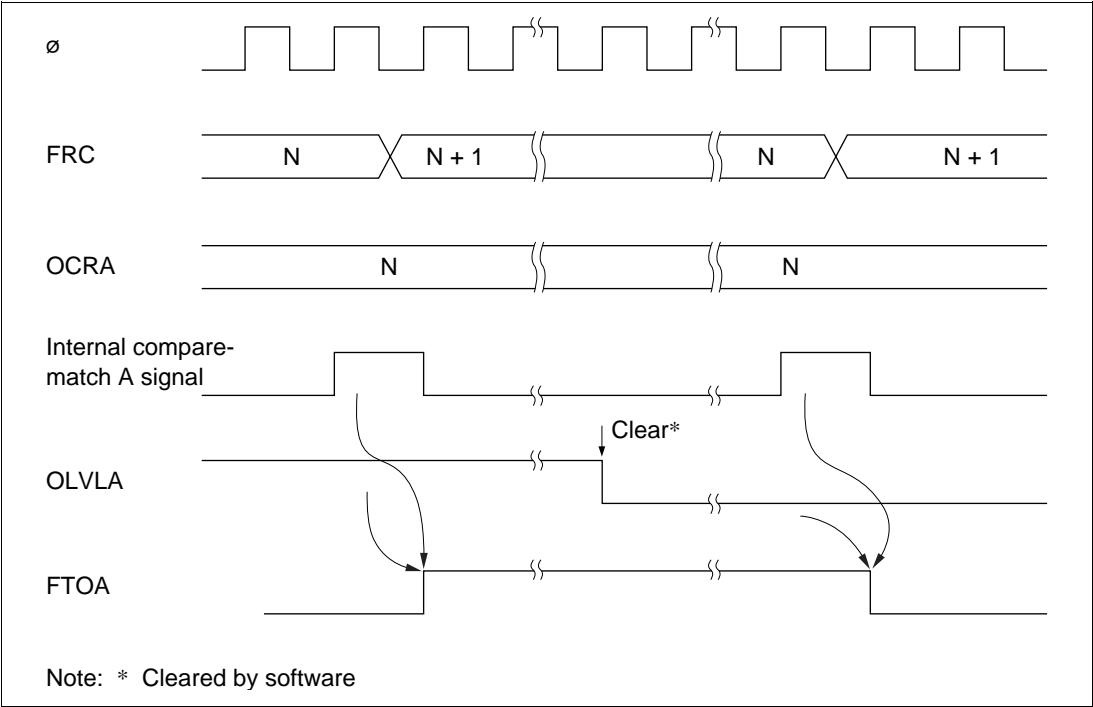 ø
FRC N N + 1 N N + 1
OCRA N N
Internal compare-
match A signal
Clear*
OLVLA
FTOA
Note: * Cleared by software